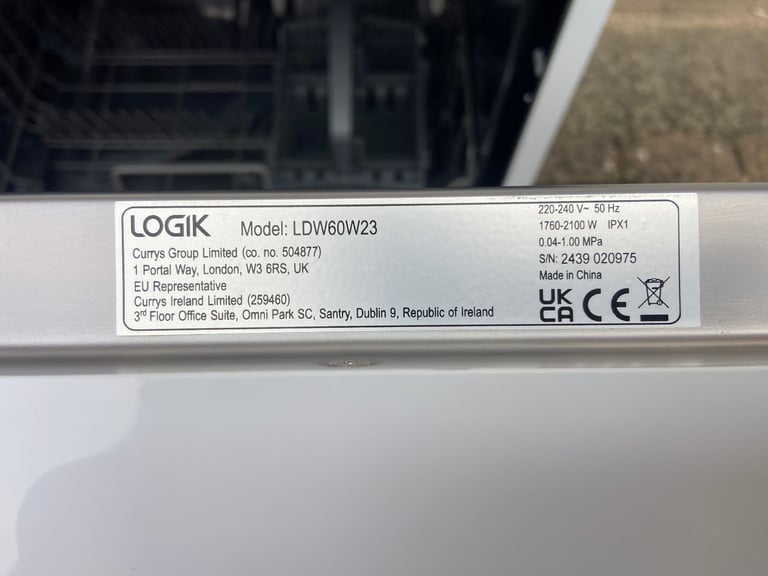 LOGIK Model: LDW60W23
Currys Group Limited (co. no. 504877)
1 Portal Way, London, W3 6RS, UK
EU Representative
Currys Ireland Limited (259460)
3rd Floor Office Suite, Omni Park SC, Santry, Dublin 9, Republic of Ireland
220-240 V~ 50 Hz
1760-2100 W IPX1
0.04-1.00 MPa
S/N: 2439 020975
Made in China
UK
CA CE